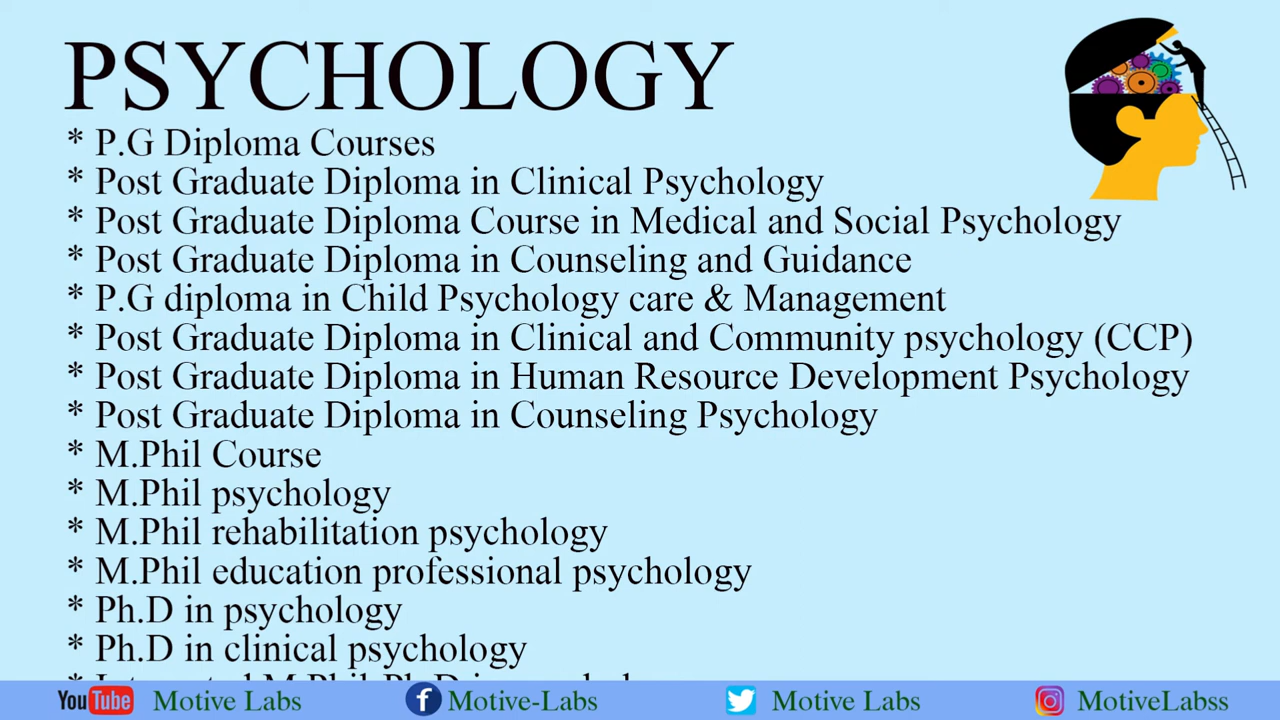 PSYCHOLOGY
* P.G Diploma Courses
* Post Graduate Diploma in Clinical Psychology
* Post Graduate Diploma Course in Medical and Social Psychology
* Post Graduate Diploma in Counseling and Guidance
* P.G diploma in Child Psychology care & Management
* Post Graduate Diploma in Clinical and Community psychology (CCP)
* Post Graduate Diploma in Human Resource Development Psychology
* Post Graduate Diploma in Counseling Psychology
* M.Phil Course
* M.Phil psychology
* M.Phil rehabilitation psychology
* M.Phil education professional psychology
* Ph.D in psychology
* Ph.D in clinical psychology
YouTube Motive Labs Motive-Labs Motive Labs MotiveLabss